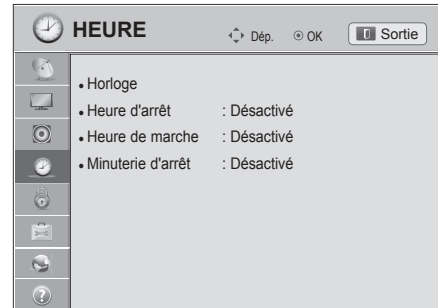 HEURE
Dép. OK Sortie
• Horloge
• Heure d'arrêt : Désactivé
• Heure de marche : Désactivé
• Minuterie d'arrêt : Désactivé